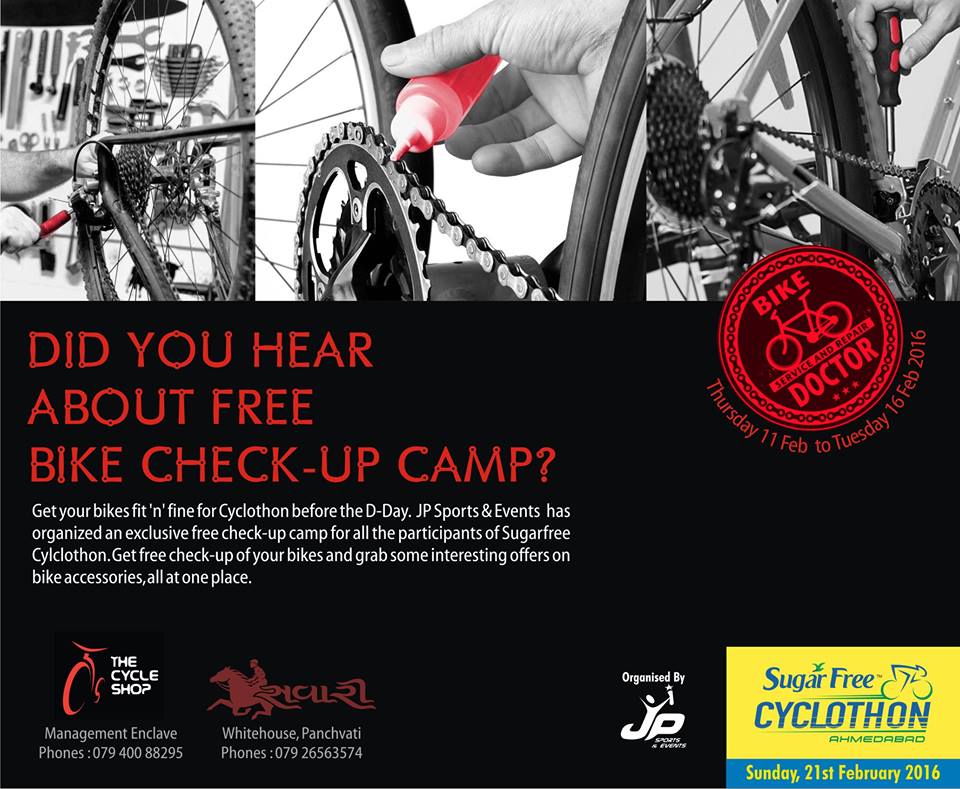 BIKE
SERVICE AND REPAIR
DOCTOR
Thursday 11 Feb to Tuesday 16 Feb 2016
DID YOU HEAR
ABOUT FREE
BIKE CHECK-UP CAMP?
Get your bikes fit 'n' fine for Cyclothon before the D-Day. JP Sports & Events has
organized an exclusive free check-up camp for all the participants of Sugarfree
Cylclothon.Get free check-up of your bikes and grab some interesting offers on
bike accessories,all at one place.
THE
CYCLE
SHOP
Management Enclave
Phones : 079 400 88295
સવારી
Whitehouse, Panchvati
Phones : 079 26563574
Organised By
JP
SPORTS
& EVENTS
Sugar Free™
CYCLOTHON
AHMEDABAD
Sunday, 21st February 2016